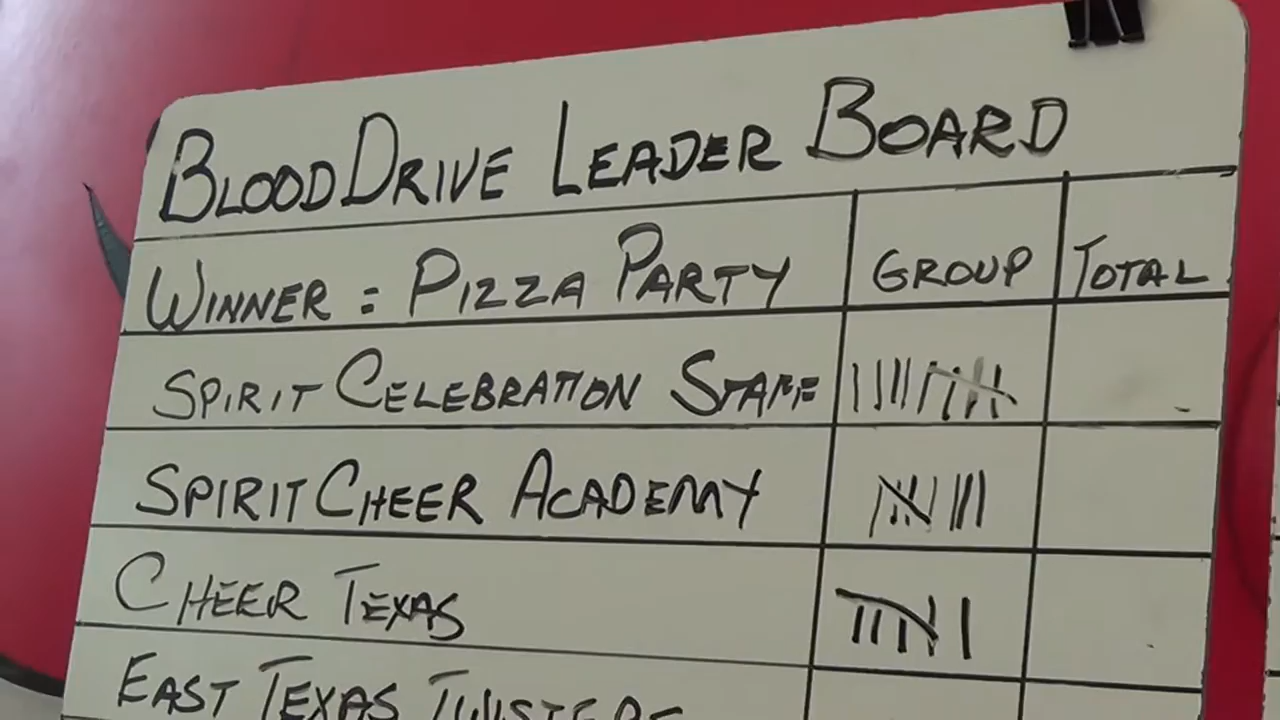 BLOOD DRIVE LEADER BOARD
WINNER = PIZZA PARTY GROUP TOTAL
SPIRIT CELEBRATION STAFF
SPIRIT CHEER ACADEMY
CHEER TEXAS
EAST TEXAS TWISTERS